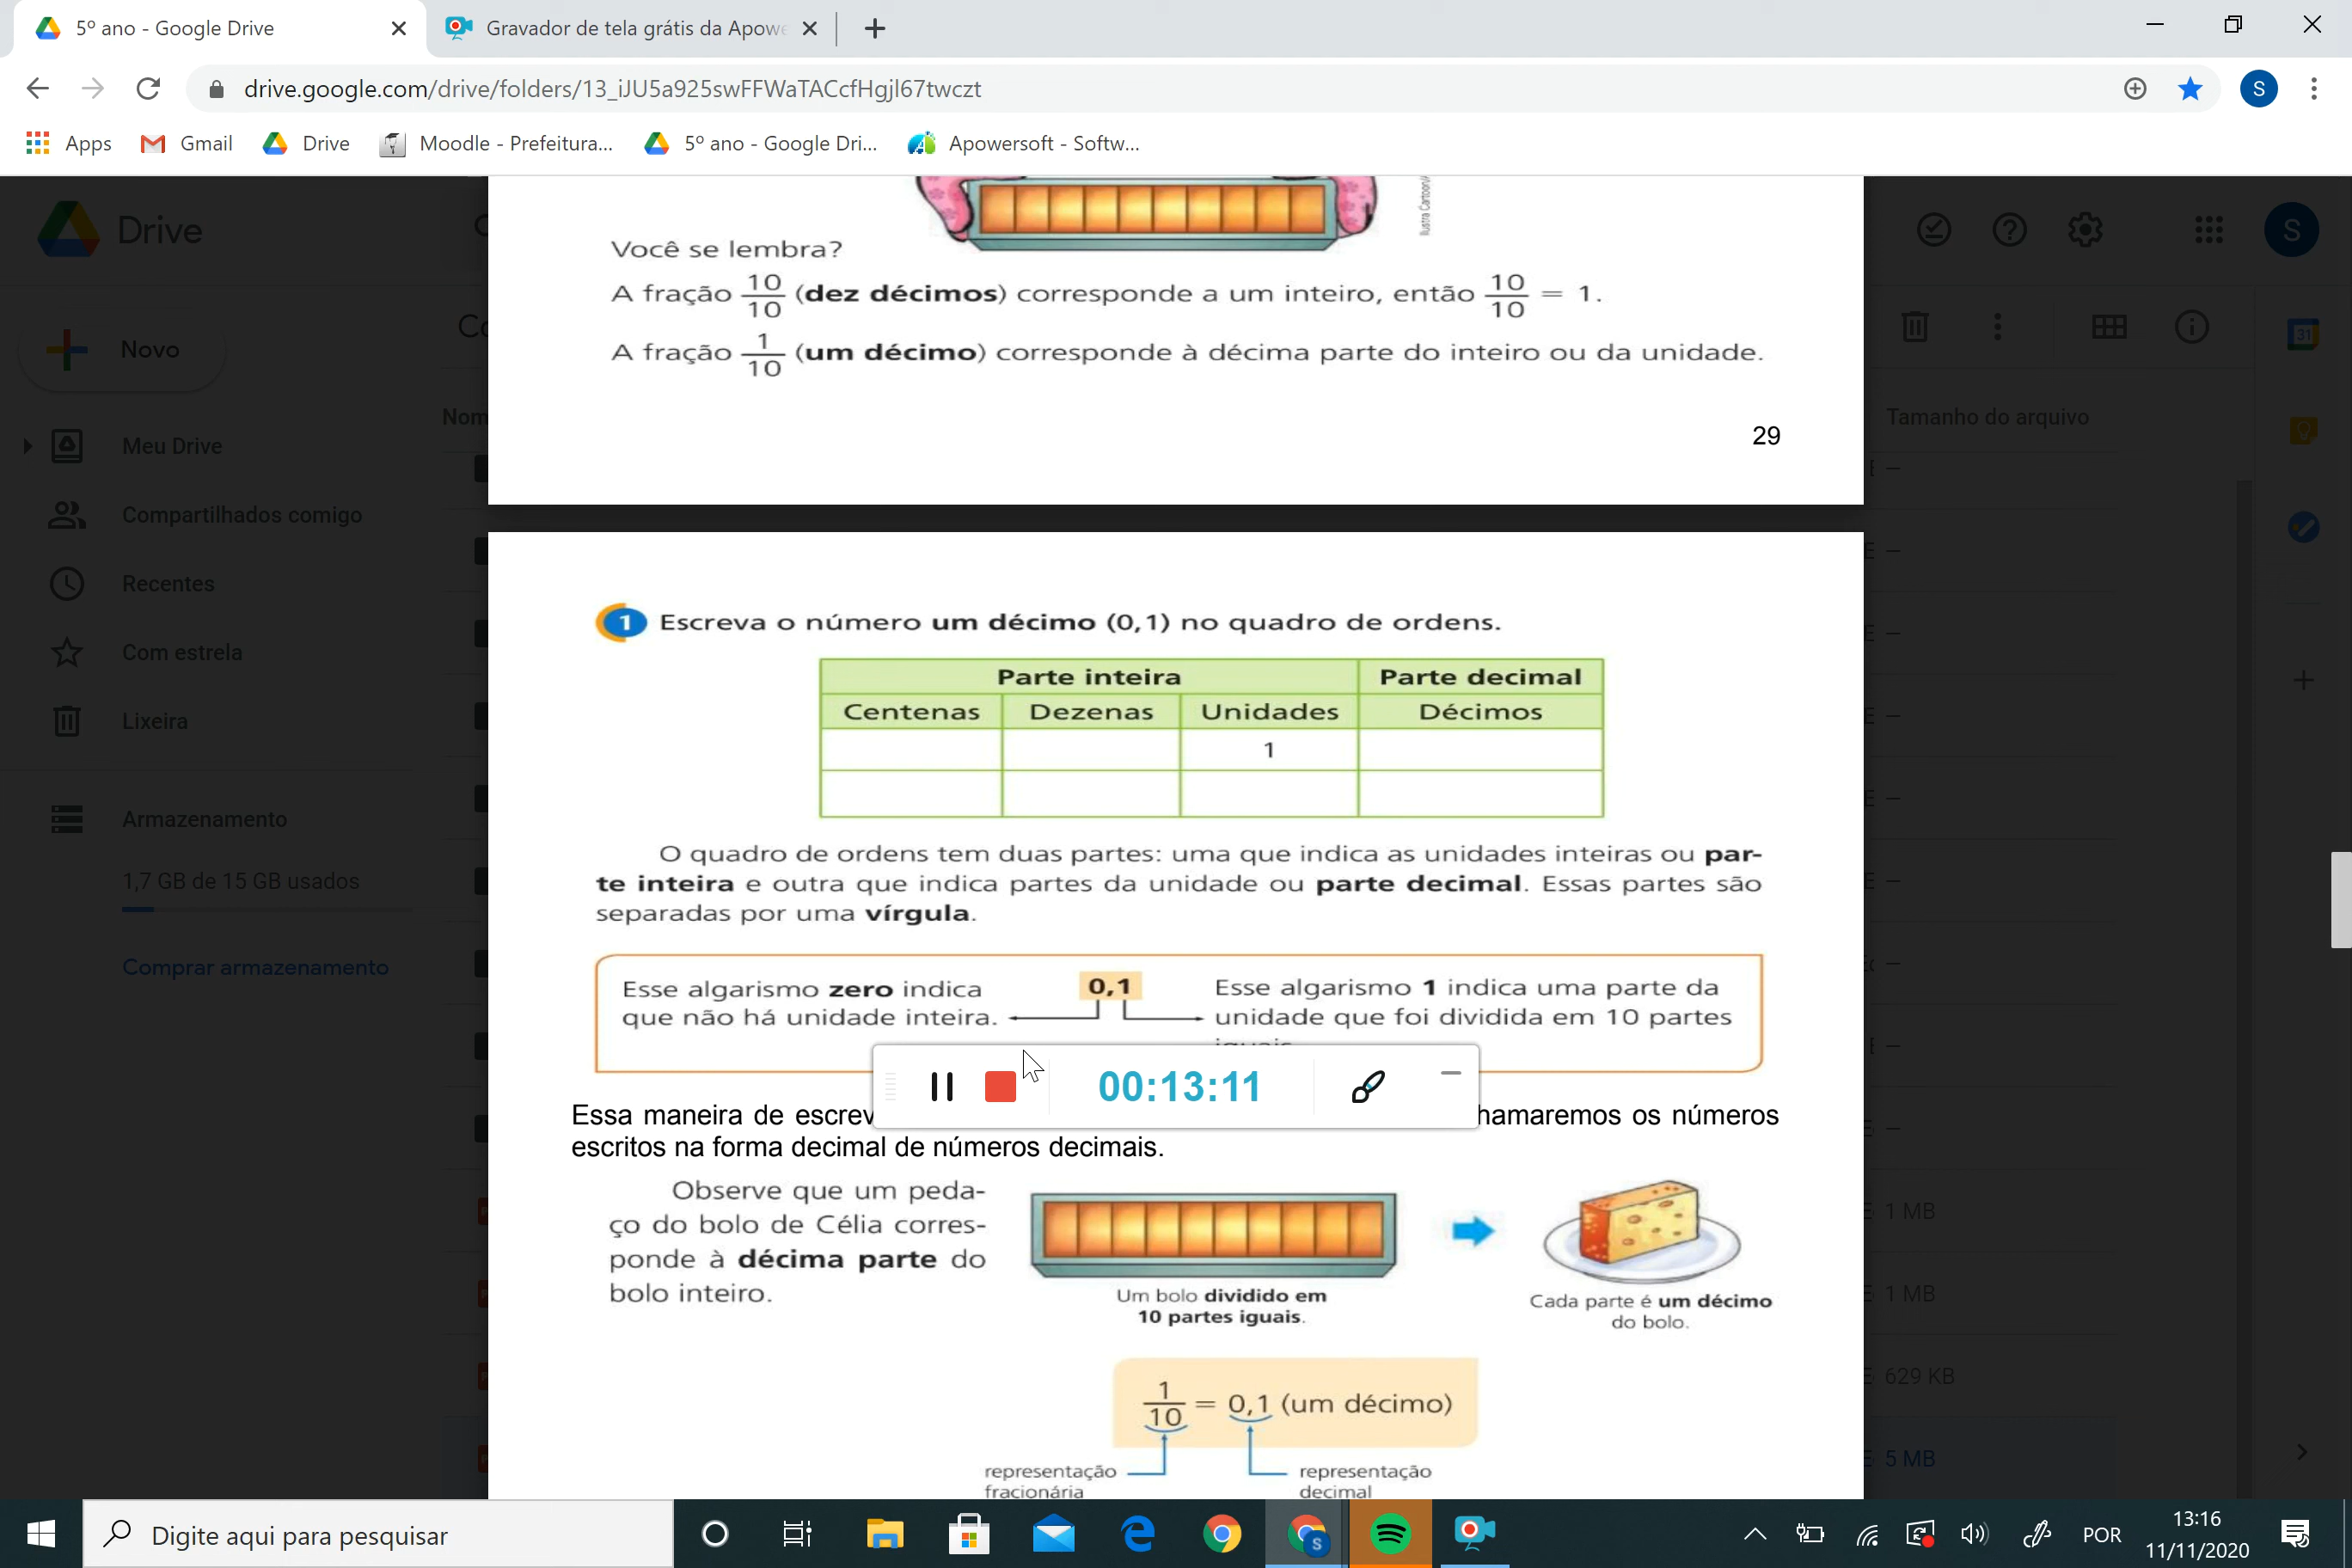 5º ano - Google Drive
Gravador de tela grátis da Apowe
drive.google.com/drive/folders/13_iJU5a925swFFWaTACcfHgjl67twczt
S
Apps
Gmail
Drive
Moodle - Prefeitura...
5º ano - Google Dri...
Apowersoft - Softw...
Drive
S
Novo
Meu Drive
Compartilhados comigo
Recentes
Com estrela
Lixeira
Armazenamento
1,7 GB de 15 GB usados
Comprar armazenamento
Nom
Tamanho do arquivo
31
1 MB
1 MB
629 KB
5 MB
Você se lembra?
A fração 10/10 (dez décimos) corresponde a um inteiro, então 10/10 = 1.
A fração 1/10 (um décimo) corresponde à décima parte do inteiro ou da unidade.
29
1 Escreva o número um décimo (0,1) no quadro de ordens.
Parte inteira Parte decimal
Centenas Dezenas Unidades Décimos
1
O quadro de ordens tem duas partes: uma que indica as unidades inteiras ou par-
te inteira e outra que indica partes da unidade ou parte decimal. Essas partes são
separadas por uma vírgula.
Esse algarismo zero indica
que não há unidade inteira.
0,1
Esse algarismo 1 indica uma parte da
unidade que foi dividida em 10 partes
00:13:11
Essa maneira de escrev hamaremos os números
escritos na forma decimal de números decimais.
Observe que um peda-
ço do bolo de Célia corres-
ponde à décima parte do
bolo inteiro.
Um bolo dividido em
10 partes iguais.
Cada parte é um décimo
do bolo.
1/10 = 0,1 (um décimo)
representação
fracionária
representação
decimal
Digite aqui para pesquisar
POR
13:16
11/11/2020